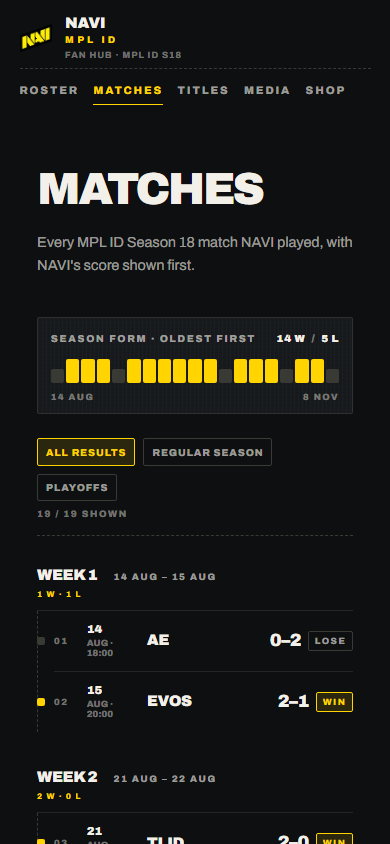 NAVI
NAVI
MPL ID
FAN HUB · MPL ID S18
ROSTER MATCHES TITLES MEDIA SHOP
MATCHES
Every MPL ID Season 18 match NAVI played, with
NAVI's score shown first.
SEASON FORM · OLDEST FIRST 14 W / 5 L
14 AUG 8 NOV
ALL RESULTS REGULAR SEASON
PLAYOFFS
19 / 19 SHOWN
WEEK 1 14 AUG – 15 AUG
1 W · 1 L
01 14 AUG · 18:00 AE 0–2 LOSE
02 15 AUG · 20:00 EVOS 2–1 WIN
WEEK 2 21 AUG – 22 AUG
2 W · 0 L
03 21 AUG · TLID 2–0 WIN